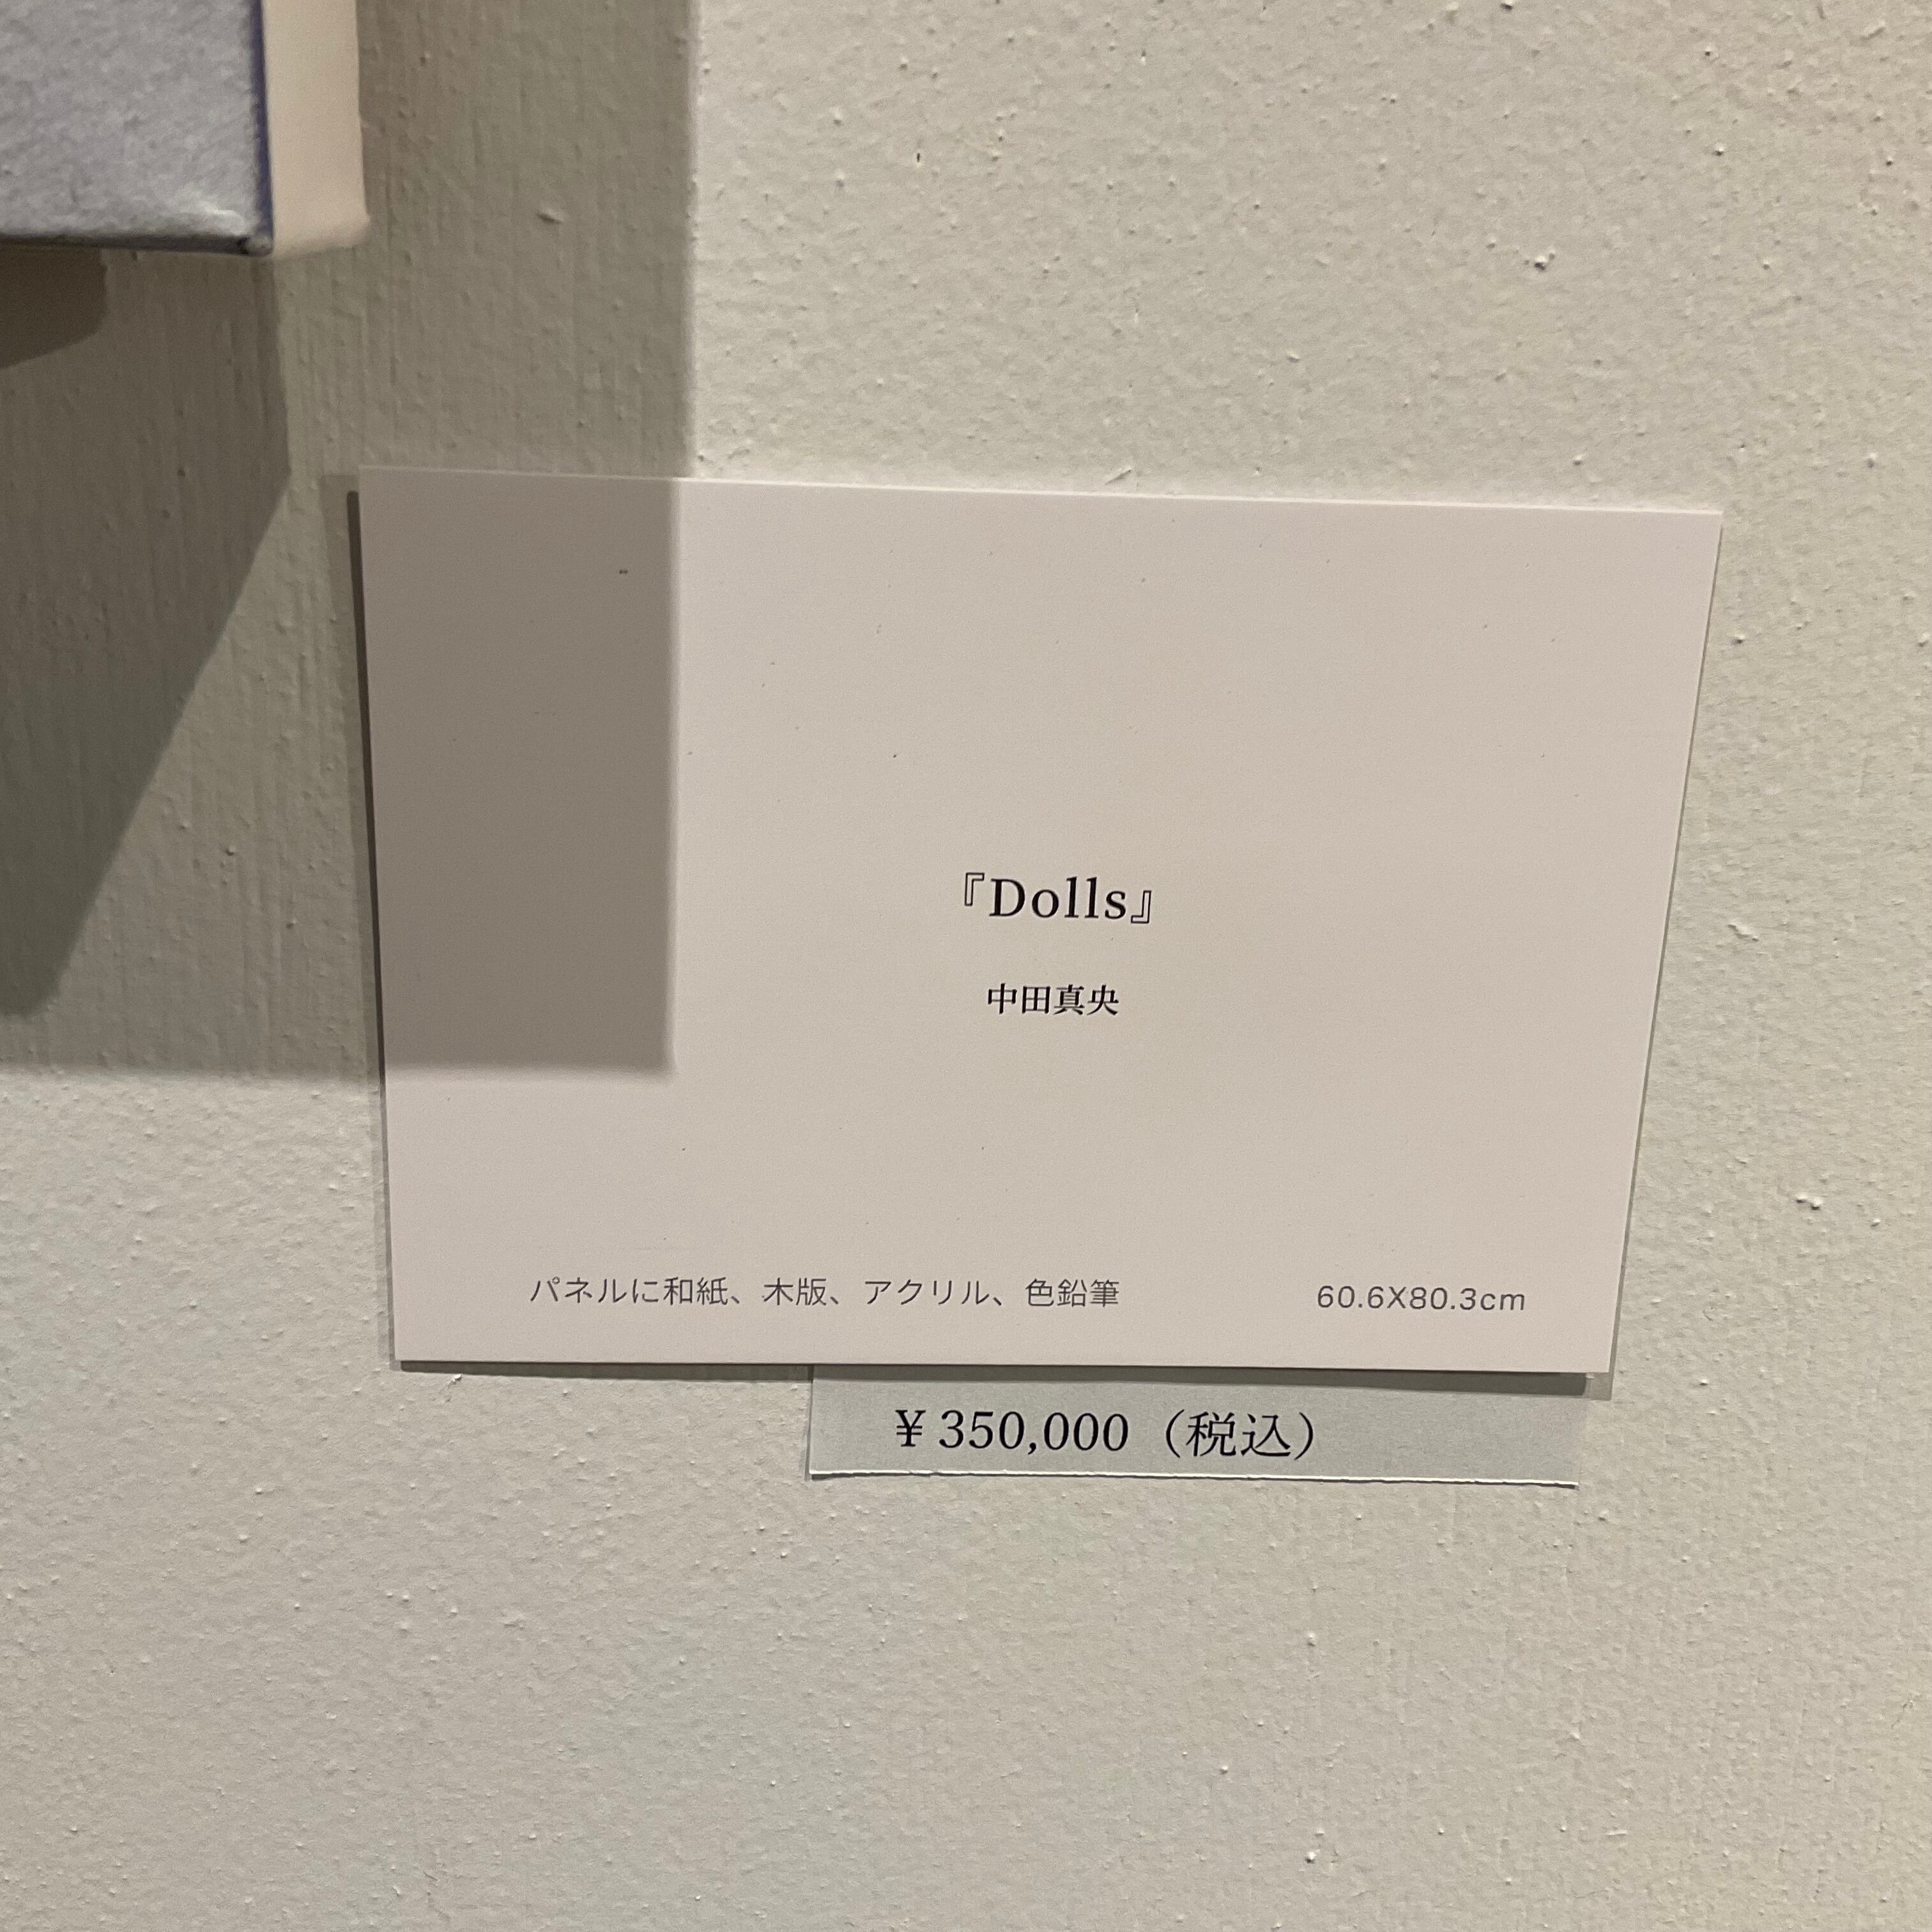 『Dolls』
中田真央
パネルに和紙、木版、アクリル、色鉛筆 60.6X80.3cm
¥350,000（税込）